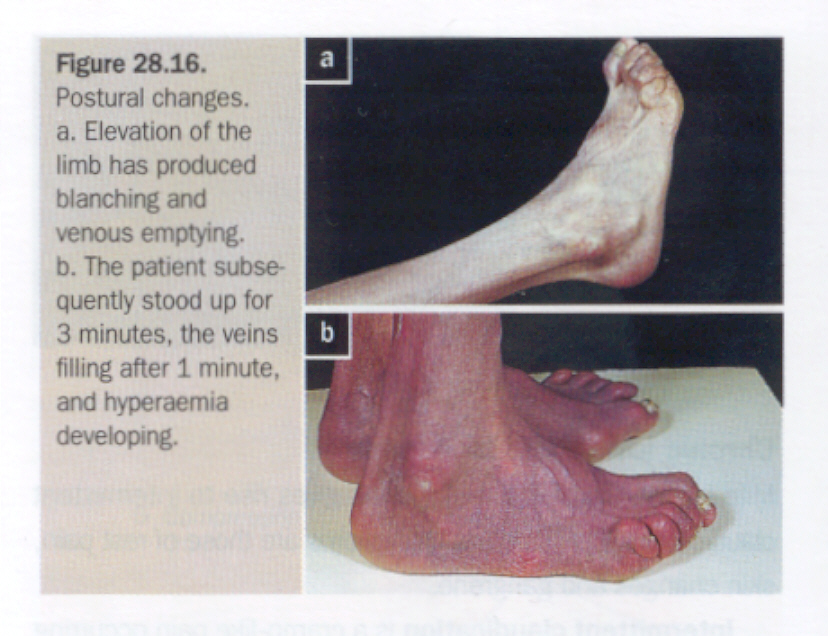 Figure 28.16.
Postural changes.
a. Elevation of the
limb has produced
blanching and
venous emptying.
b. The patient subse-
quently stood up for
3 minutes, the veins
filling after 1 minute,
and hyperaemia
developing.
a
b